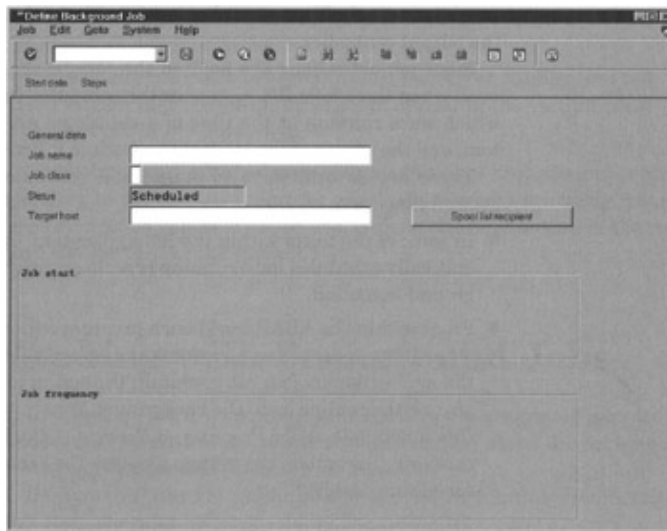 Define Background Job
Job Edit Goto System Help
Start date Steps
General data
Job name
Job class
Status Scheduled
Target host Spool list recipient
Job start
Job frequency